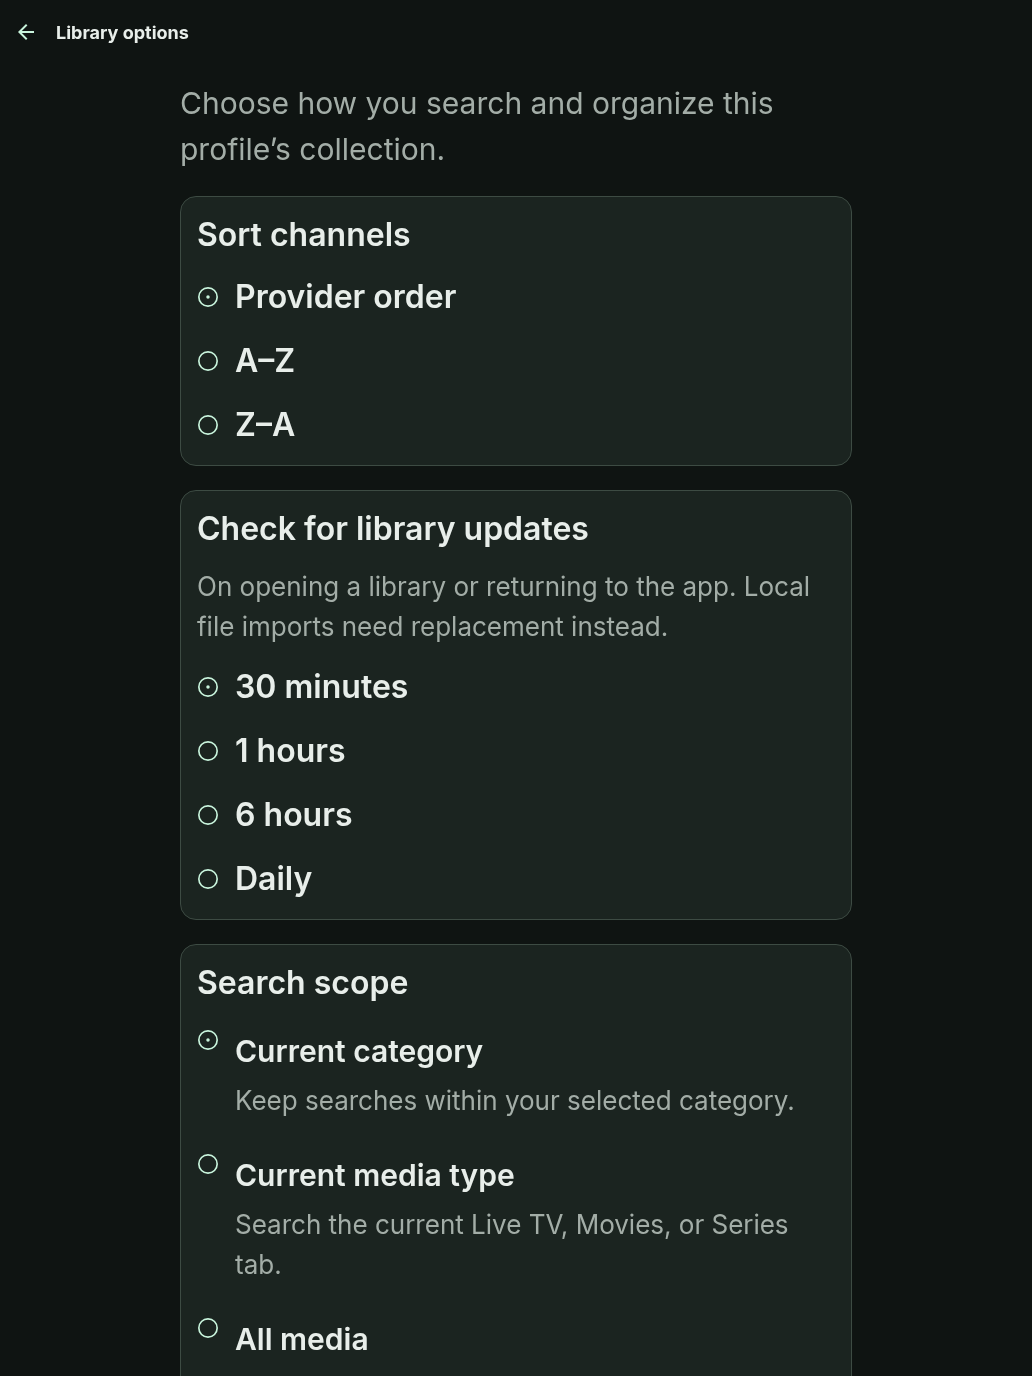 Library options
Choose how you search and organize this
profile’s collection.
Sort channels
Provider order
A–Z
Z–A
Check for library updates
On opening a library or returning to the app. Local
file imports need replacement instead.
30 minutes
1 hours
6 hours
Daily
Search scope
Current category
Keep searches within your selected category.
Current media type
Search the current Live TV, Movies, or Series
tab.
All media